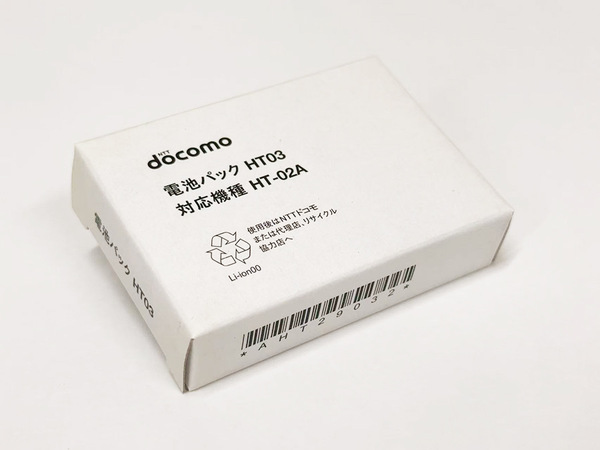 NTT
docomo
電池パック HT03
対応機種 HT-02A
使用後はNTTドコモ
または代理店、リサイクル
協力店へ
Li-ion00
電池パック HT03
*AHT29032*